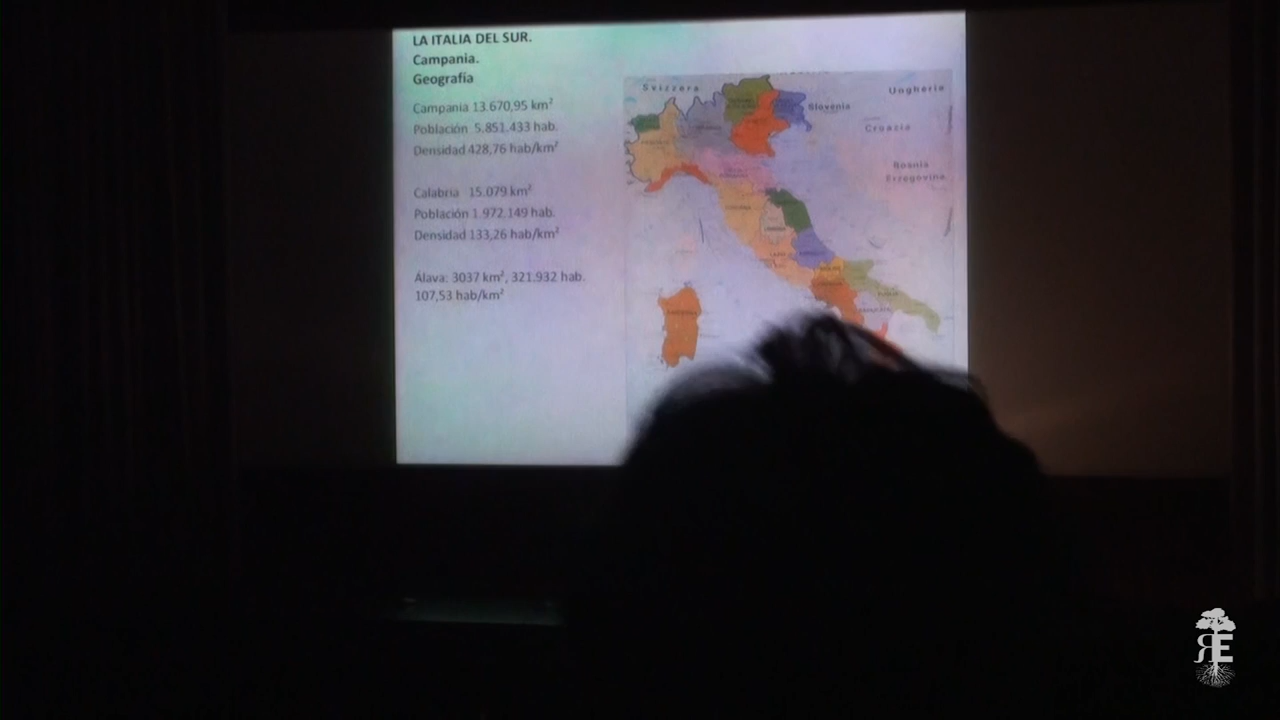 LA ITALIA DEL SUR.
Campania.
Geografía
Campania 13.670,95 km²
Población 5.851.433 hab.
Densidad 428,76 hab/km²
Calabria 15.079 km²
Población 1.972.149 hab.
Densidad 133,26 hab/km²
Álava: 3037 km², 321.932 hab.
107,53 hab/km²
Svizzera
Ungheria
Slovenia
Croazia
Bosnia
Erzegovina